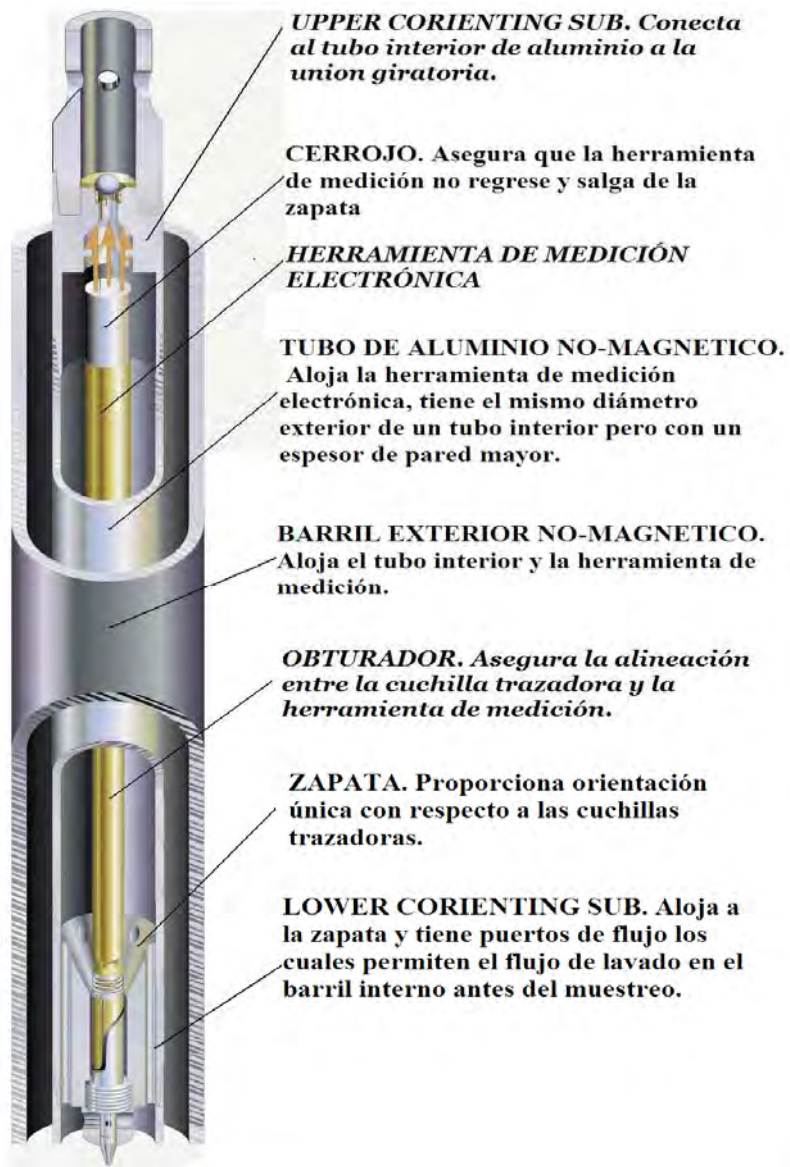 UPPER CORIENTING SUB. Conecta
al tubo interior de aluminio a la
union giratoria.
CERROJO. Asegura que la herramienta
de medición no regrese y salga de la
zapata
HERRAMIENTA DE MEDICIÓN
ELECTRÓNICA
TUBO DE ALUMINIO NO-MAGNETICO.
Aloja la herramienta de medición
electrónica, tiene el mismo diámetro
exterior de un tubo interior pero con un
espesor de pared mayor.
BARRIL EXTERIOR NO-MAGNETICO.
Aloja el tubo interior y la herramienta de
medición.
OBTURADOR. Asegura la alineación
entre la cuchilla trazadora y la
herramienta de medición.
ZAPATA. Proporciona orientación
única con respecto a las cuchillas
trazadoras.
LOWER CORIENTING SUB. Aloja a
la zapata y tiene puertos de flujo los
cuales permiten el flujo de lavado en el
barril interno antes del muestreo.